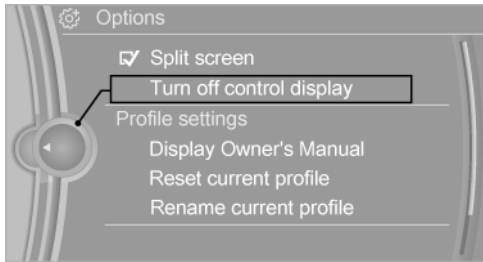 Options
Split screen
Turn off control display
Profile settings
Display Owner's Manual
Reset current profile
Rename current profile